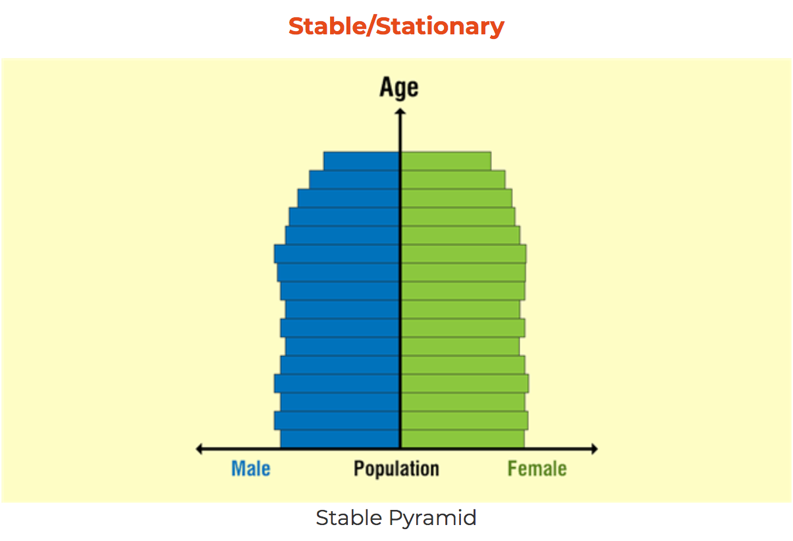 Stable/Stationary
Age
Male Population Female
Stable Pyramid